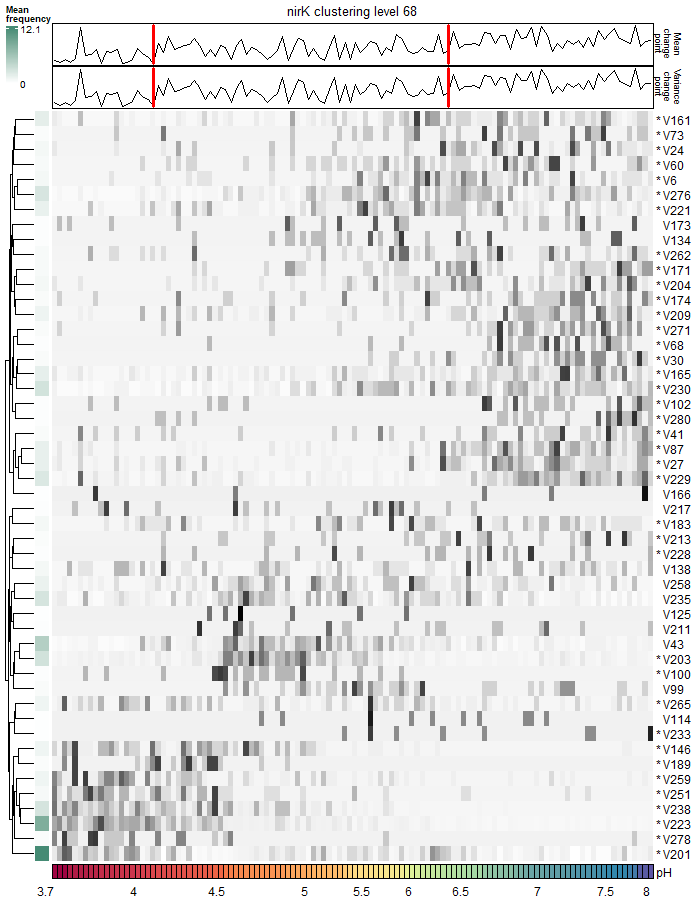 Mean
frequency
nirK clustering level 68
12.1
0
Mean
change
point
Variance
change
point
* V161
* V73
* V24
* V60
* V6
* V276
* V221
V173
V134
* V262
* V171
* V204
* V174
* V209
* V271
* V68
* V30
* V165
* V230
* V102
* V280
* V41
* V87
* V27
* V229
V166
V217
* V183
* V213
* V228
V138
V258
V235
V125
V211
V43
* V203
* V100
V99
* V265
V114
* V233
* V146
* V189
* V259
* V251
* V238
* V223
* V278
* V201
pH
3.7 4 4.5 5 5.5 6 6.5 7 7.5 8